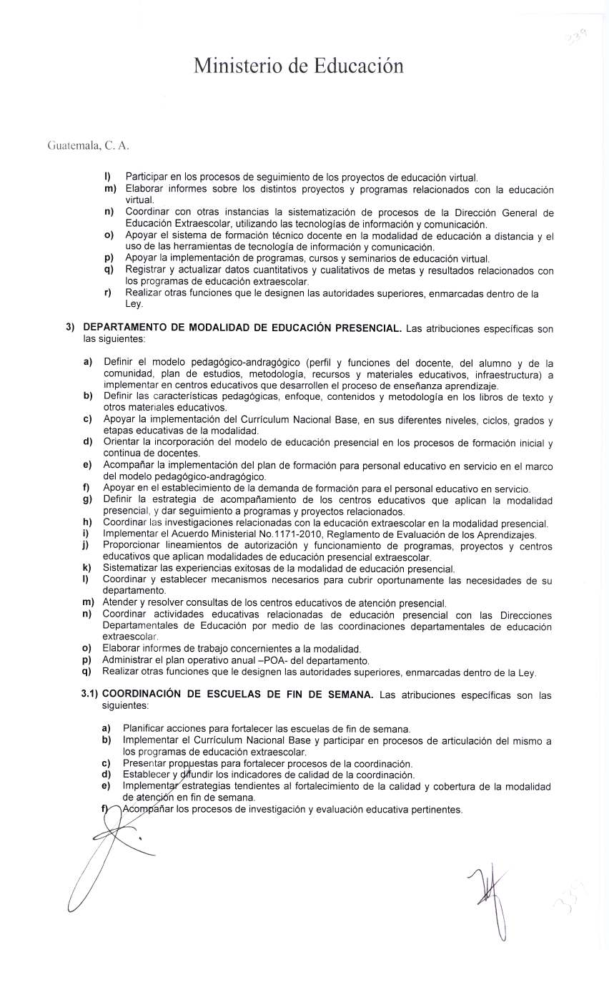 339
Ministerio de Educación
Guatemala, C. A.
l) Participar en los procesos de seguimiento de los proyectos de educación virtual.
m) Elaborar informes sobre los distintos proyectos y programas relacionados con la educación
virtual.
n) Coordinar con otras instancias la sistematización de procesos de la Dirección General de
Educación Extraescolar, utilizando las tecnologías de información y comunicación.
o) Apoyar el sistema de formación técnico docente en la modalidad de educación a distancia y el
uso de las herramientas de tecnología de información y comunicación.
p) Apoyar la implementación de programas, cursos y seminarios de educación virtual.
q) Registrar y actualizar datos cuantitativos y cualitativos de metas y resultados relacionados con
los programas de educación extraescolar.
r) Realizar otras funciones que le designen las autoridades superiores, enmarcadas dentro de la
Ley.
3) DEPARTAMENTO DE MODALIDAD DE EDUCACIÓN PRESENCIAL. Las atribuciones específicas son
las siguientes:
a) Definir el modelo pedagógico-andragógico (perfil y funciones del docente, del alumno y de la
comunidad, plan de estudios, metodología, recursos y materiales educativos, infraestructura) a
implementar en centros educativos que desarrollen el proceso de enseñanza aprendizaje.
b) Definir las características pedagógicas, enfoque, contenidos y metodología en los libros de texto y
otros materiales educativos.
c) Apoyar la implementación del Currículum Nacional Base, en sus diferentes niveles, ciclos, grados y
etapas educativas de la modalidad.
d) Orientar la incorporación del modelo de educación presencial en los procesos de formación inicial y
continua de docentes.
e) Acompañar la implementación del plan de formación para personal educativo en servicio en el marco
del modelo pedagógico-andragógico.
f) Apoyar en el establecimiento de la demanda de formación para el personal educativo en servicio.
g) Definir la estrategia de acompañamiento de los centros educativos que aplican la modalidad
presencial, y dar seguimiento a programas y proyectos relacionados.
h) Coordinar las investigaciones relacionadas con la educación extraescolar en la modalidad presencial.
i) Implementar el Acuerdo Ministerial No.1171-2010, Reglamento de Evaluación de los Aprendizajes.
j) Proporcionar lineamientos de autorización y funcionamiento de programas, proyectos y centros
educativos que aplican modalidades de educación presencial extraescolar.
k) Sistematizar las experiencias exitosas de la modalidad de educación presencial.
l) Coordinar y establecer mecanismos necesarios para cubrir oportunamente las necesidades de su
departamento.
m) Atender y resolver consultas de los centros educativos de atención presencial.
n) Coordinar actividades educativas relacionadas de educación presencial con las Direcciones
Departamentales de Educación por medio de las coordinaciones departamentales de educación
extraescolar.
o) Elaborar informes de trabajo concernientes a la modalidad.
p) Administrar el plan operativo anual –POA- del departamento.
q) Realizar otras funciones que le designen las autoridades superiores, enmarcadas dentro de la Ley.
3.1) COORDINACIÓN DE ESCUELAS DE FIN DE SEMANA. Las atribuciones específicas son las
siguientes:
a) Planificar acciones para fortalecer las escuelas de fin de semana.
b) Implementar el Currículum Nacional Base y participar en procesos de articulación del mismo a
los programas de educación extraescolar.
c) Presentar propuestas para fortalecer procesos de la coordinación.
d) Establecer y difundir los indicadores de calidad de la coordinación.
e) Implementar estrategias tendientes al fortalecimiento de la calidad y cobertura de la modalidad
de atención en fin de semana.
f) Acompañar los procesos de investigación y evaluación educativa pertinentes.
339